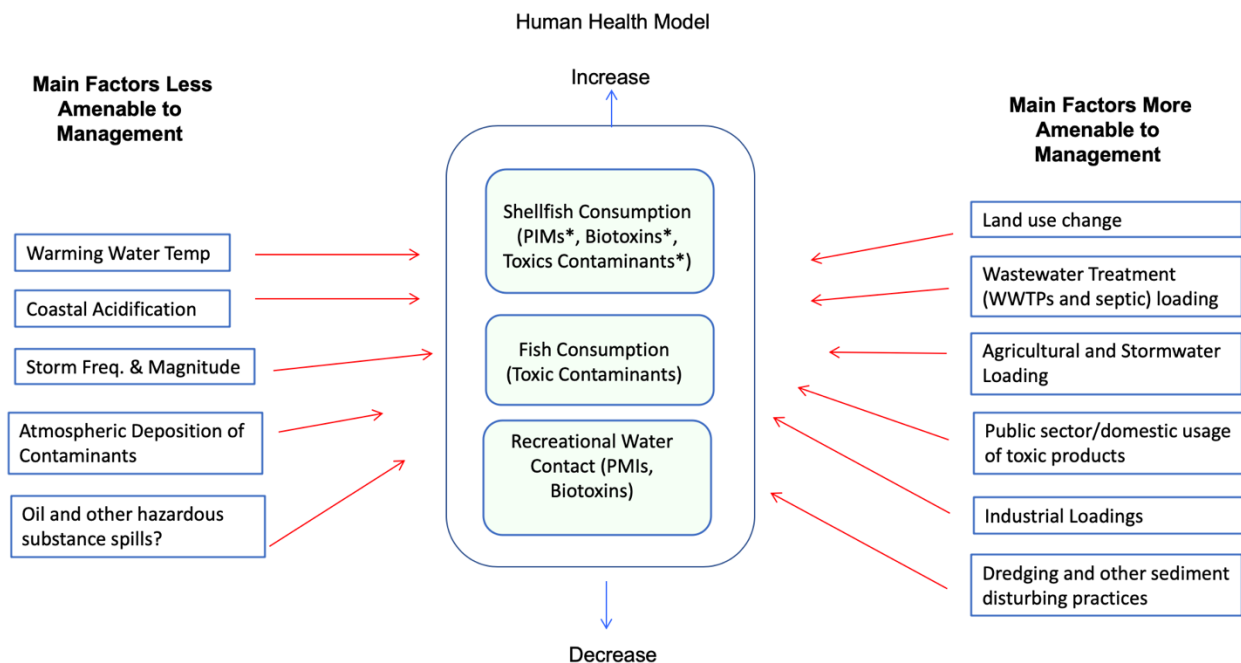 Human Health Model
Increase
Main Factors Less
Amenable to
Management
Warming Water Temp
Coastal Acidification
Storm Freq. & Magnitude
Atmospheric Deposition of
Contaminants
Oil and other hazardous
substance spills?
Shellfish Consumption
(PIMs*, Biotoxins*,
Toxics Contaminants*)
Fish Consumption
(Toxic Contaminants)
Recreational Water
Contact (PMIs,
Biotoxins)
Decrease
Main Factors More
Amenable to
Management
Land use change
Wastewater Treatment
(WWTPs and septic) loading
Agricultural and Stormwater
Loading
Public sector/domestic usage
of toxic products
Industrial Loadings
Dredging and other sediment
disturbing practices